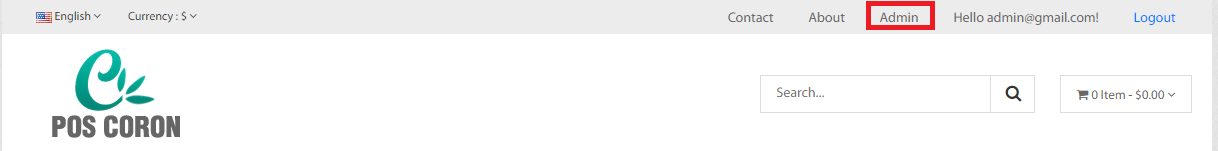 English Currency : $ Contact About Admin Hello admin@gmail.com! Logout
Search... 0 Item - $0.00
POS CORON